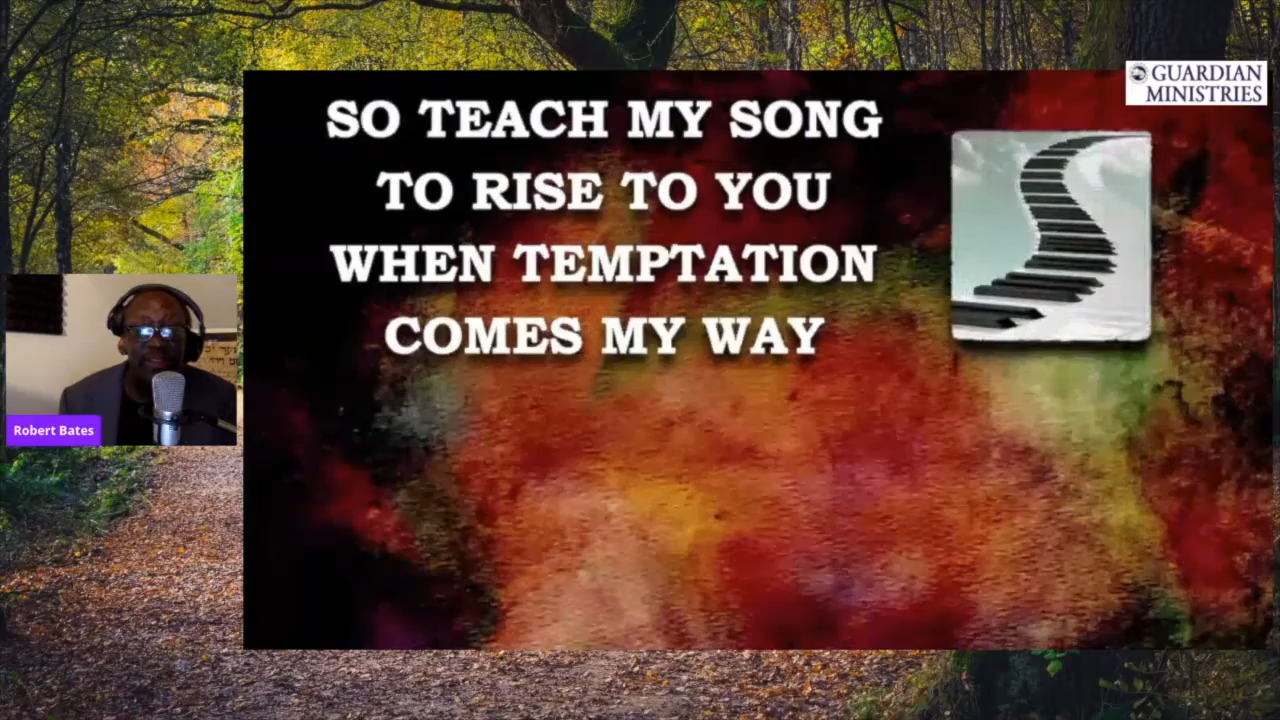 GUARDIAN
MINISTRIES
SO TEACH MY SONG
TO RISE TO YOU
WHEN TEMPTATION
COMES MY WAY
Robert Bates